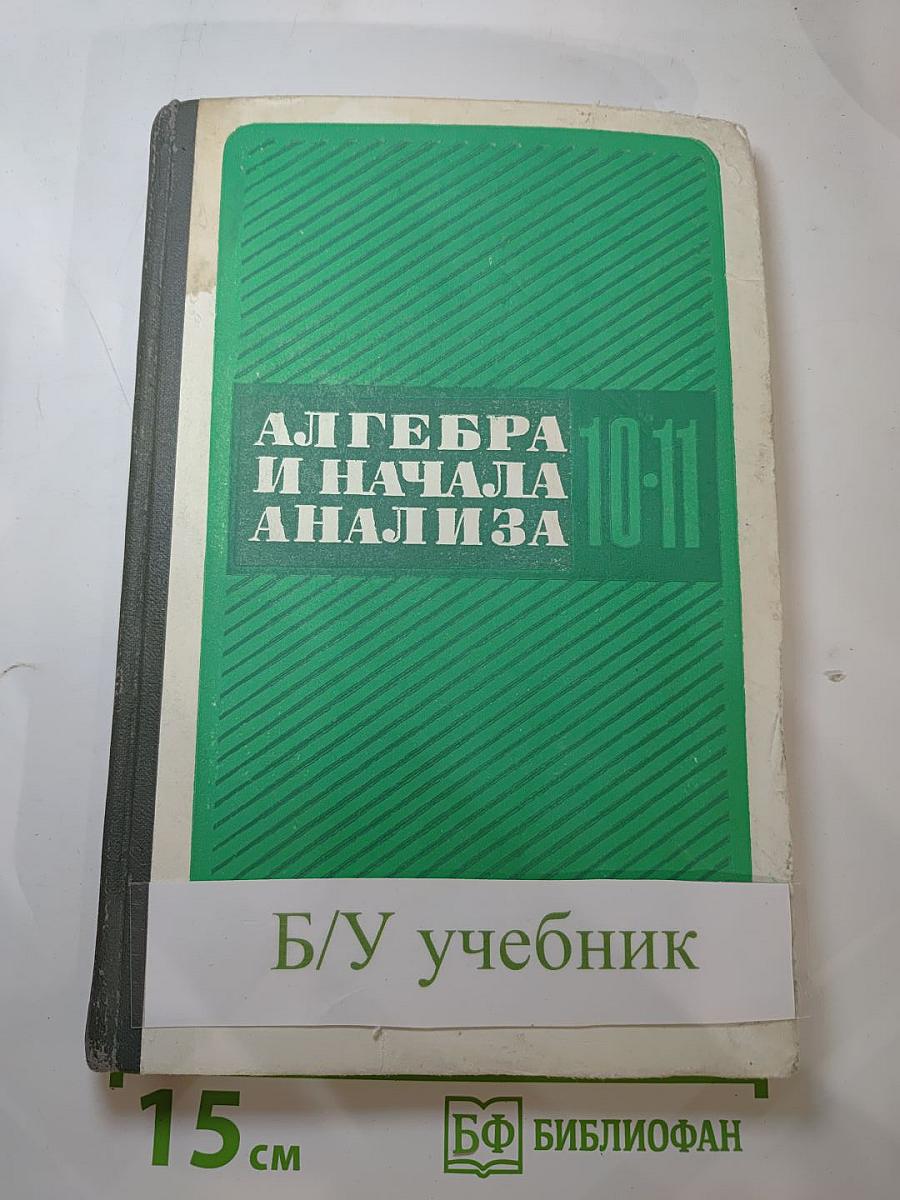 АЛГЕБРА
И НАЧАЛА
АНАЛИЗА
10·11
Б/У учебник
15 см
БФ БИБЛИОФАН